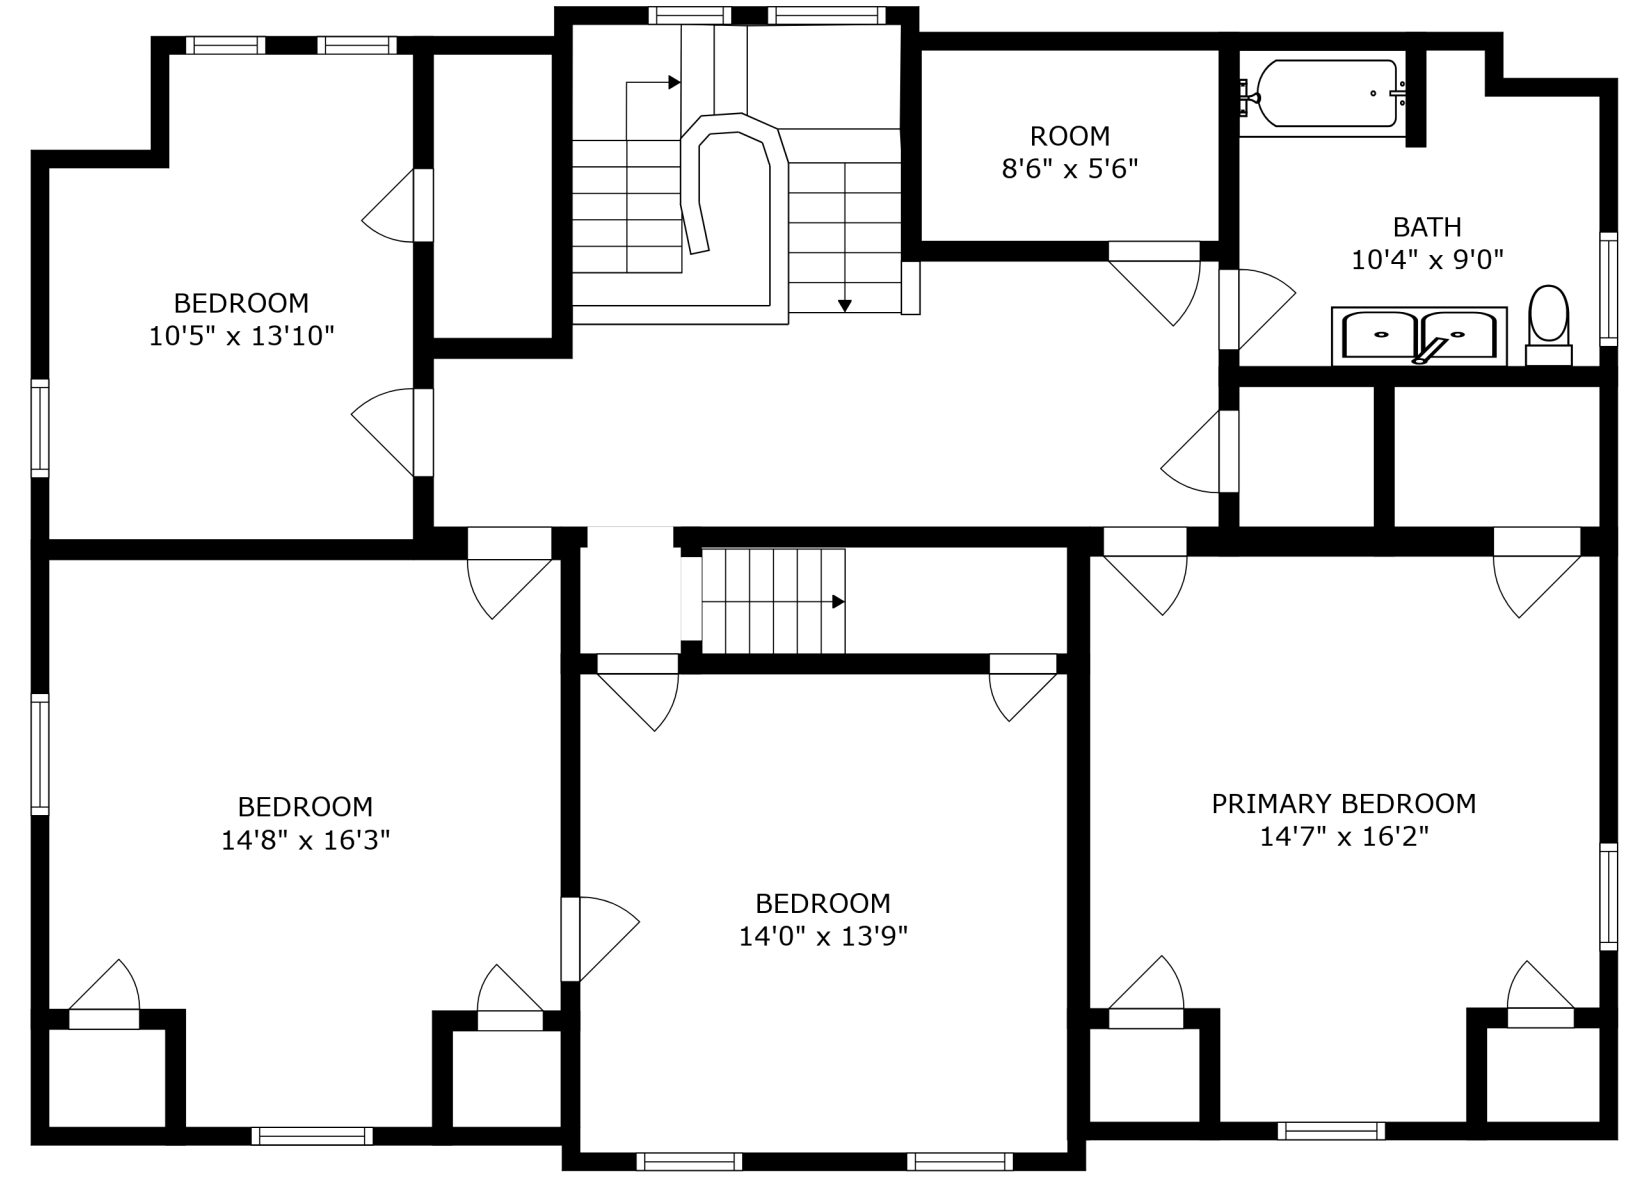 ROOM
8'6" x 5'6"
BATH
10'4" x 9'0"
BEDROOM
10'5" x 13'10"
BEDROOM
14'8" x 16'3"
PRIMARY BEDROOM
14'7" x 16'2"
BEDROOM
14'0" x 13'9"